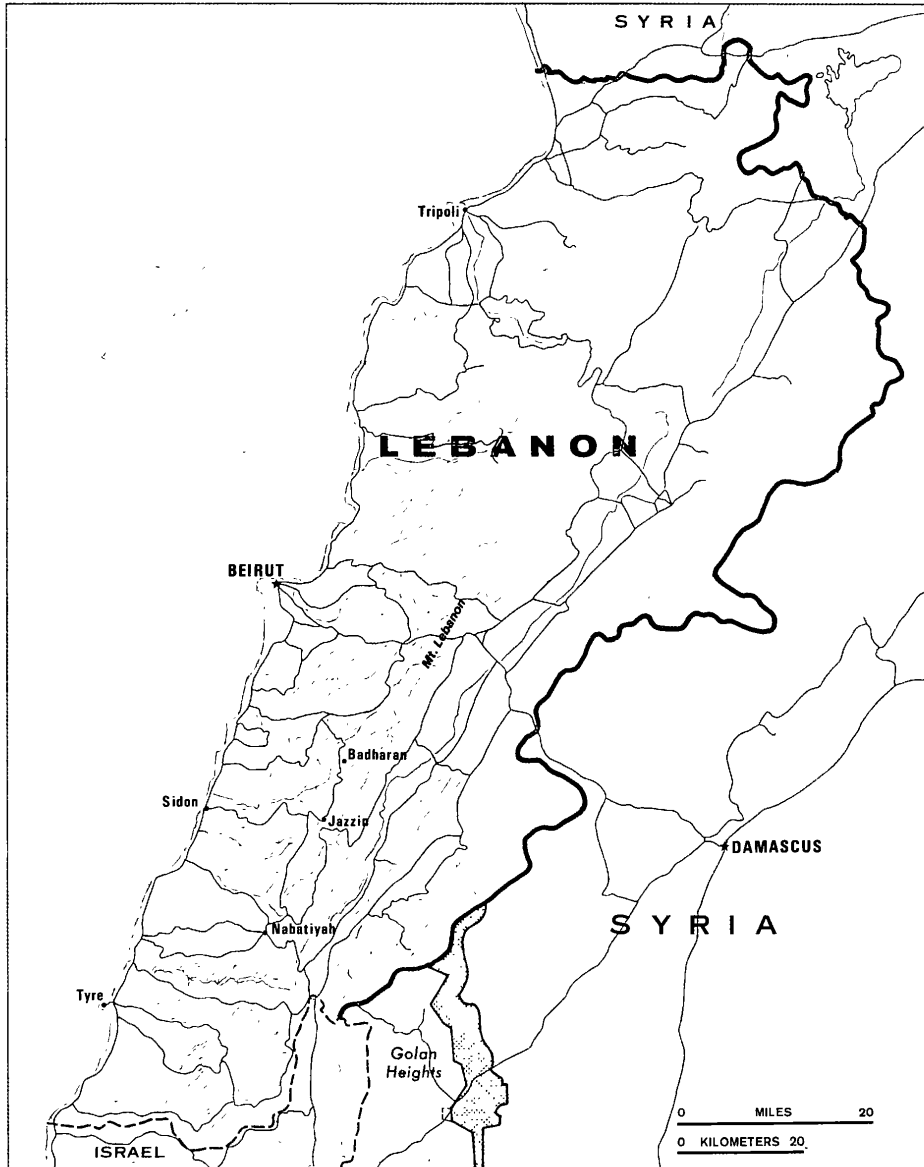 SYRIA
Tripoli
LEBANON
BEIRUT
Mt. Lebanon
Badharan
Sidon
Jazzin
DAMASCUS
SYRIA
Nabatiyah
Tyre
Golan
Heights
0 MILES 20
0 KILOMETERS 20
ISRAEL